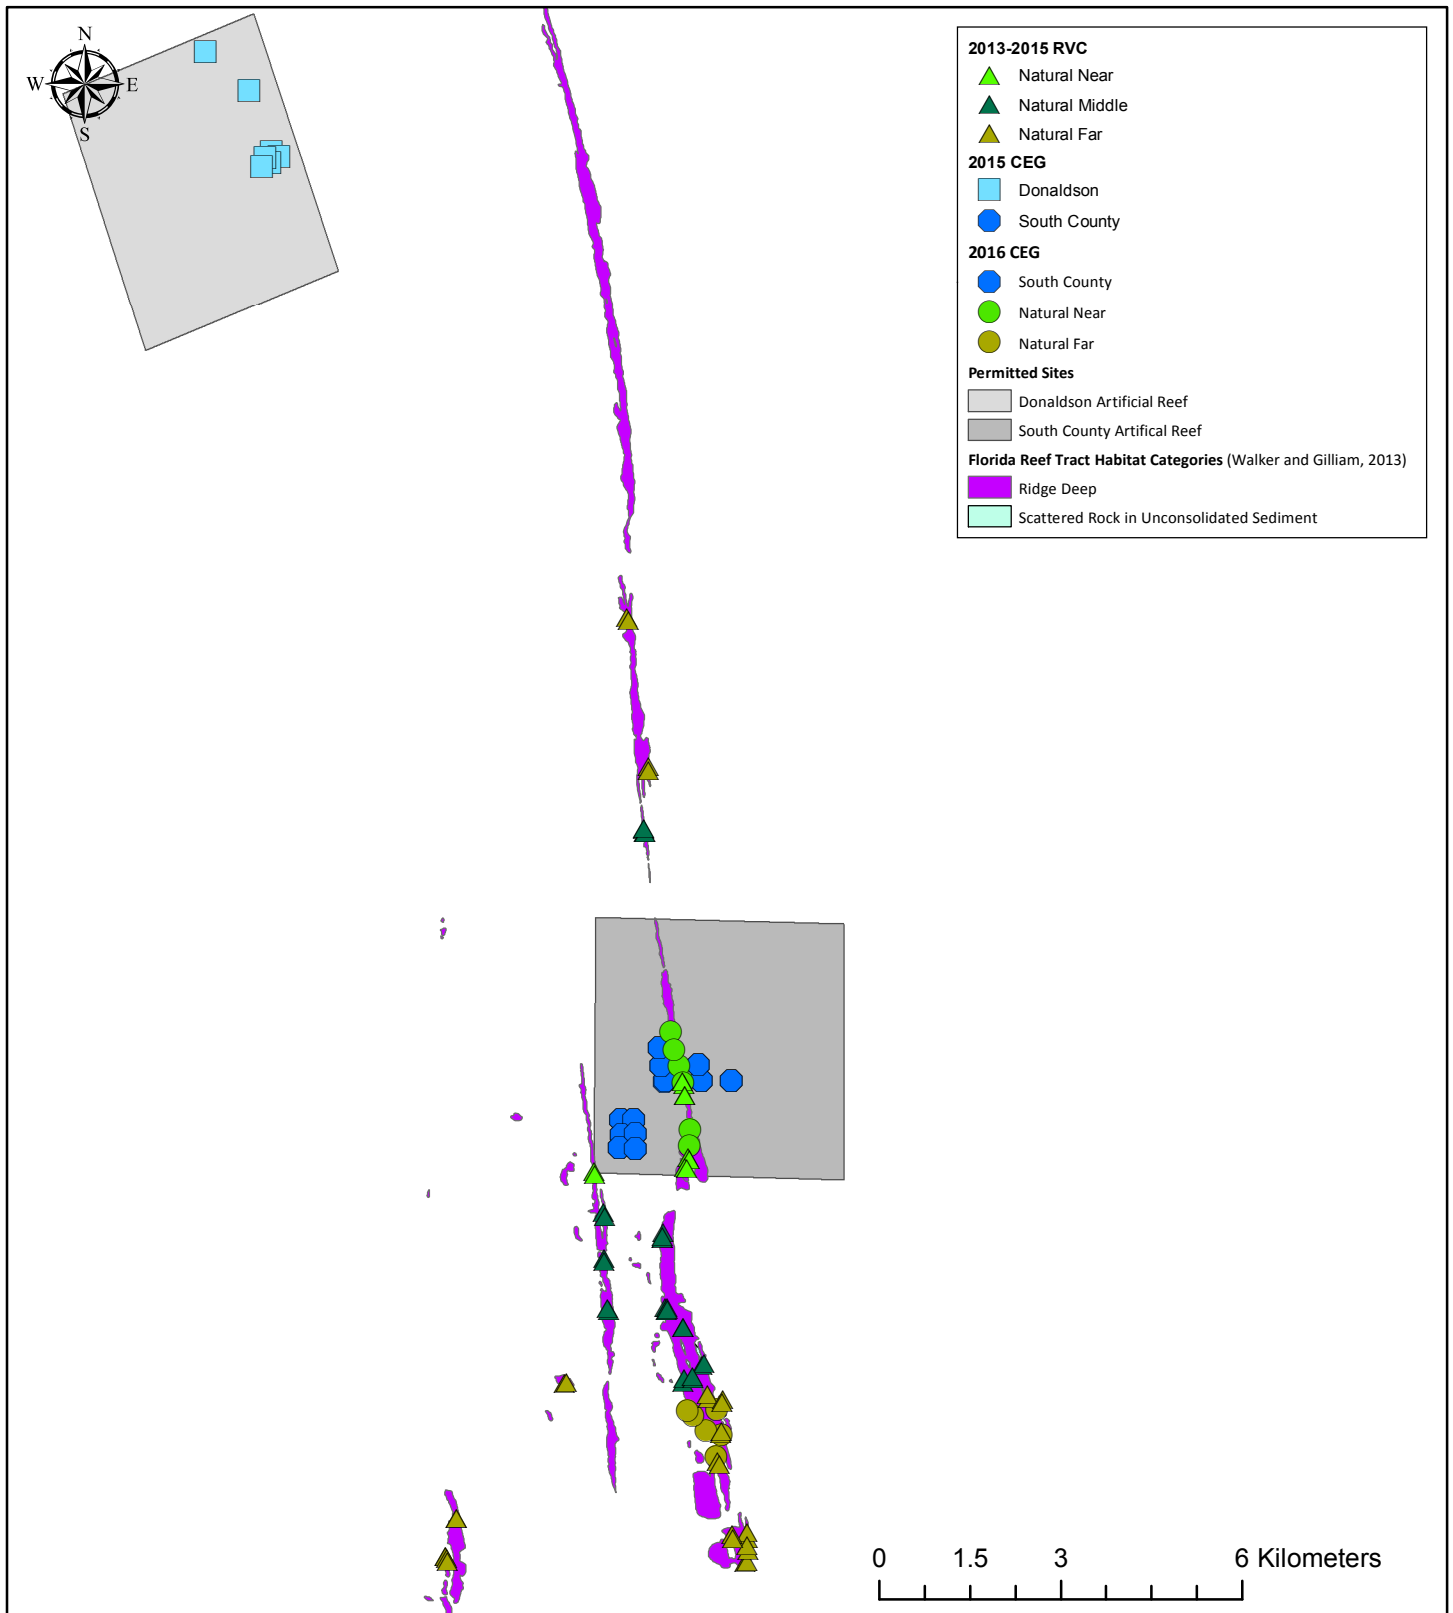 N
W E
S
2013-2015 RVC
Natural Near
Natural Middle
Natural Far
2015 CEG
Donaldson
South County
2016 CEG
South County
Natural Near
Natural Far
Permitted Sites
Donaldson Artificial Reef
South County Artifical Reef
Florida Reef Tract Habitat Categories (Walker and Gilliam, 2013)
Ridge Deep
Scattered Rock in Unconsolidated Sediment
0 1.5 3 6 Kilometers